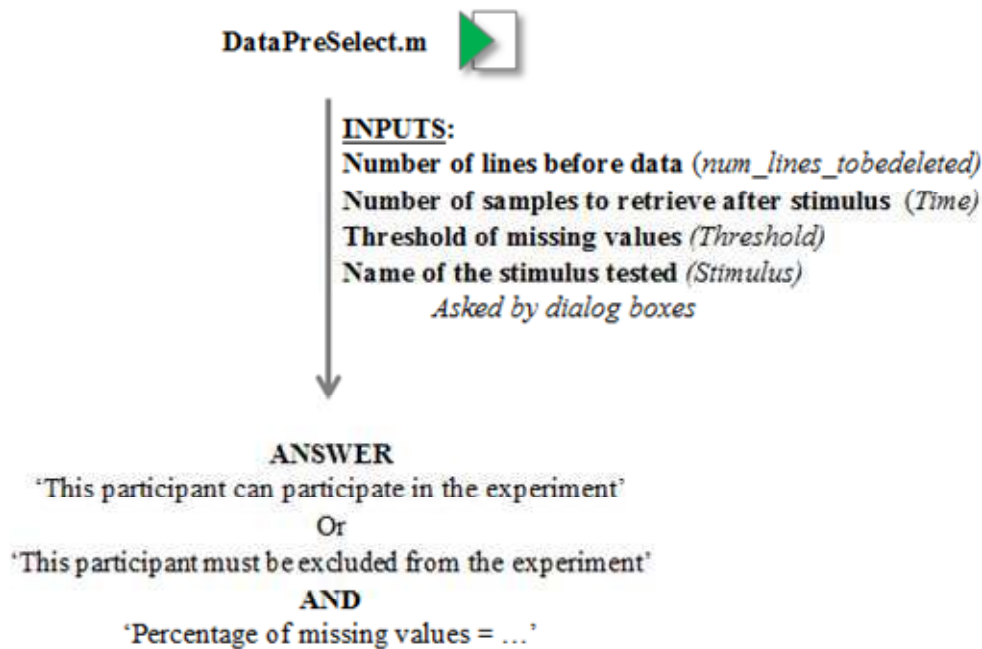 DataPreSelect.m
INPUTS:
Number of lines before data (num_lines_tobedeleted)
Number of samples to retrieve after stimulus (Time)
Threshold of missing values (Threshold)
Name of the stimulus tested (Stimulus)
Asked by dialog boxes
ANSWER
‘This participant can participate in the experiment’
Or
‘This participant must be excluded from the experiment’
AND
‘Percentage of missing values = …’